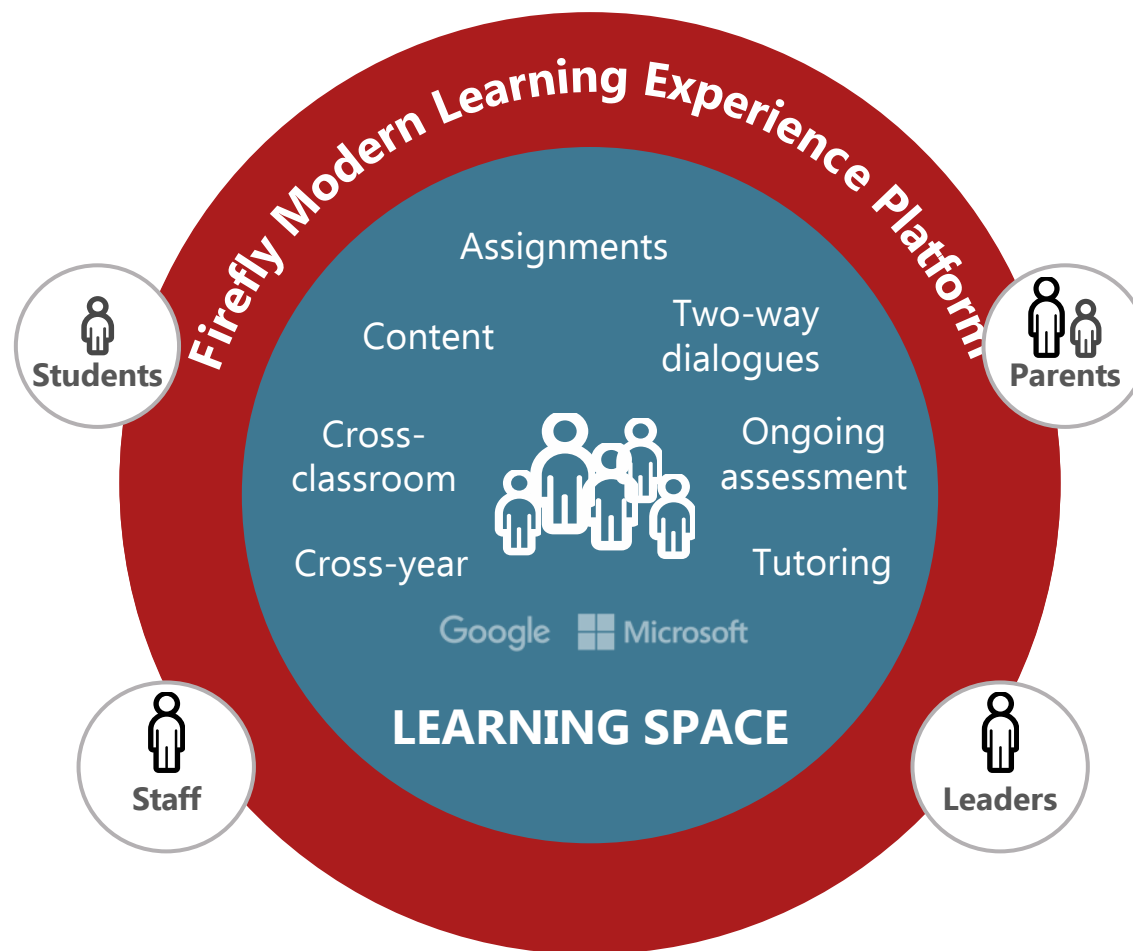 Firefly Modern Learning Experience Platform
Assignments
Content
Two-way
dialogues
Students
Parents
Cross-
classroom
Ongoing
assessment
Cross-year
Tutoring
Google
Microsoft
LEARNING SPACE
Staff
Leaders